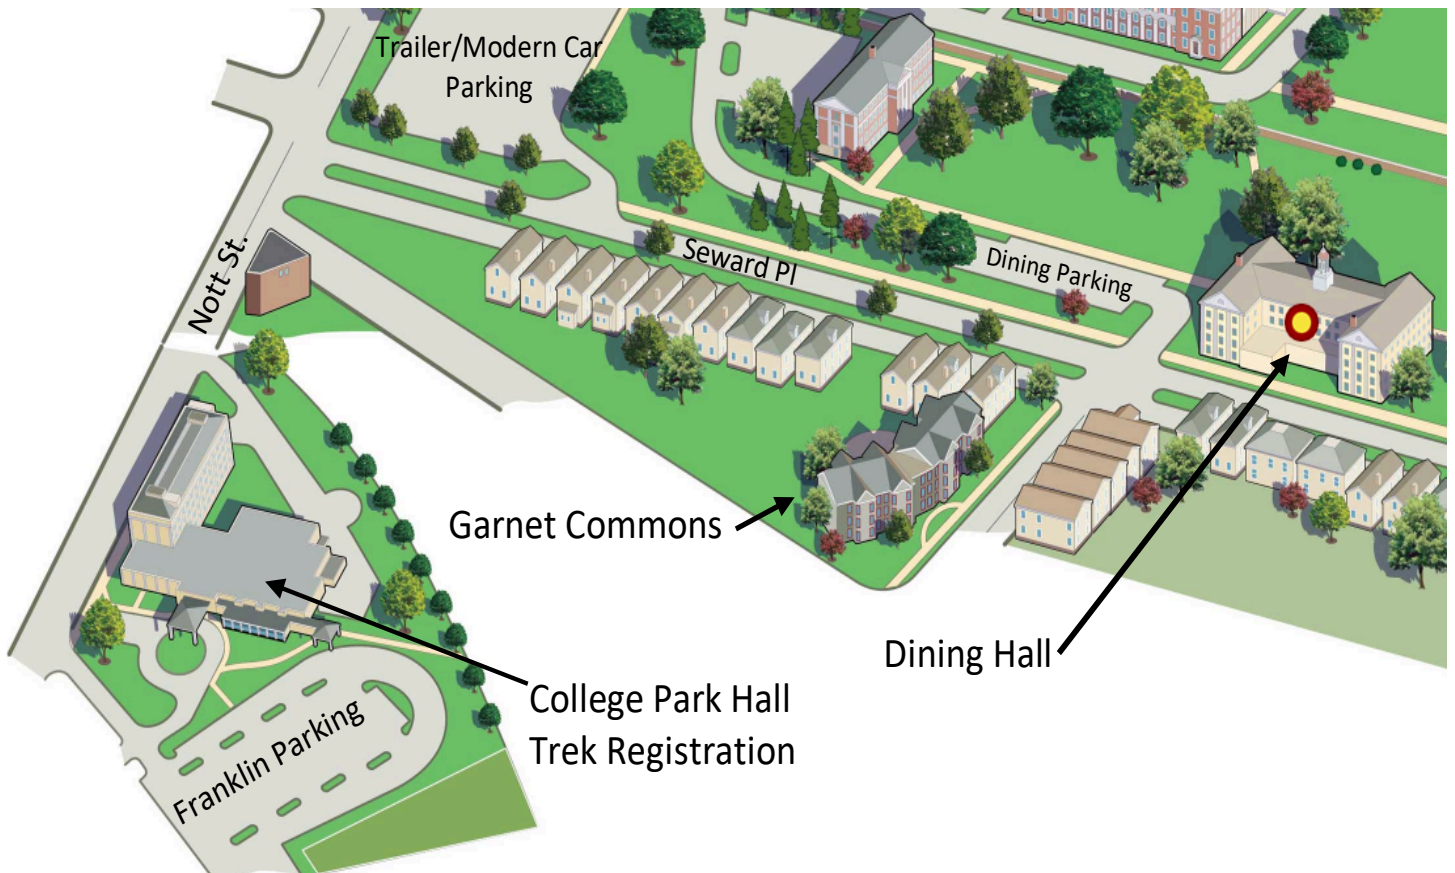 Trailer/Modern Car
Parking
Nott St.
Seward Pl
Dining Parking
Garnet Commons
Dining Hall
College Park Hall
Trek Registration
Franklin Parking